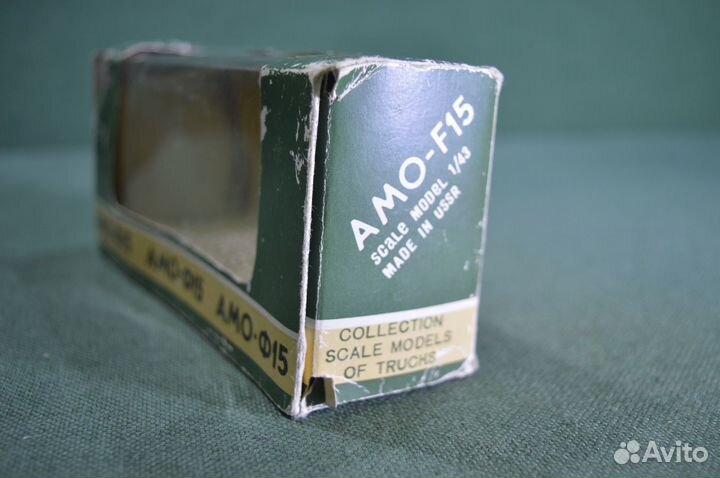 AMO-F15
SCALE MODEL 1/43
MADE IN USSR
COLLECTION
SCALE MODELS
OF TRUCKS
АМО-Ф15 АМО-Ф15
Avito